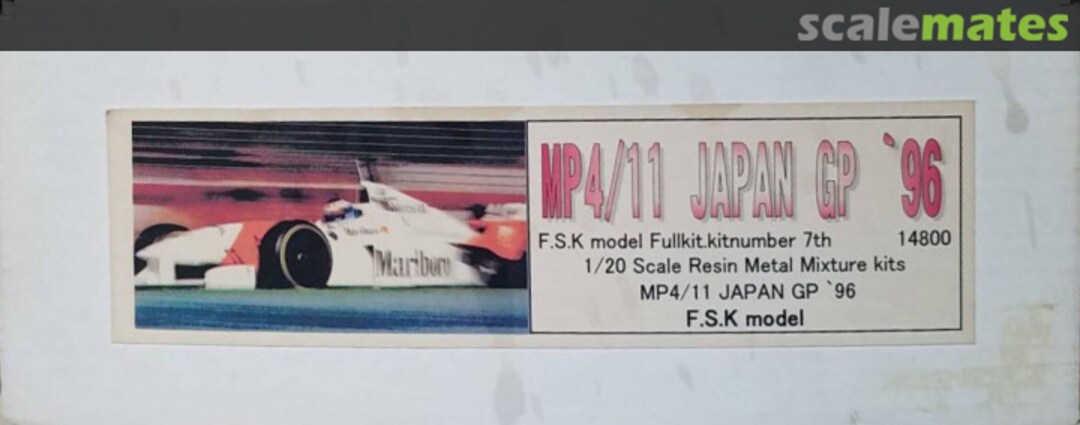 scalemates
MP4/11 JAPAN GP `96
F.S.K model Fullkit.kitnumber 7th 14800
1/20 Scale Resin Metal Mixture kits
MP4/11 JAPAN GP `96
F.S.K model
Marlboro